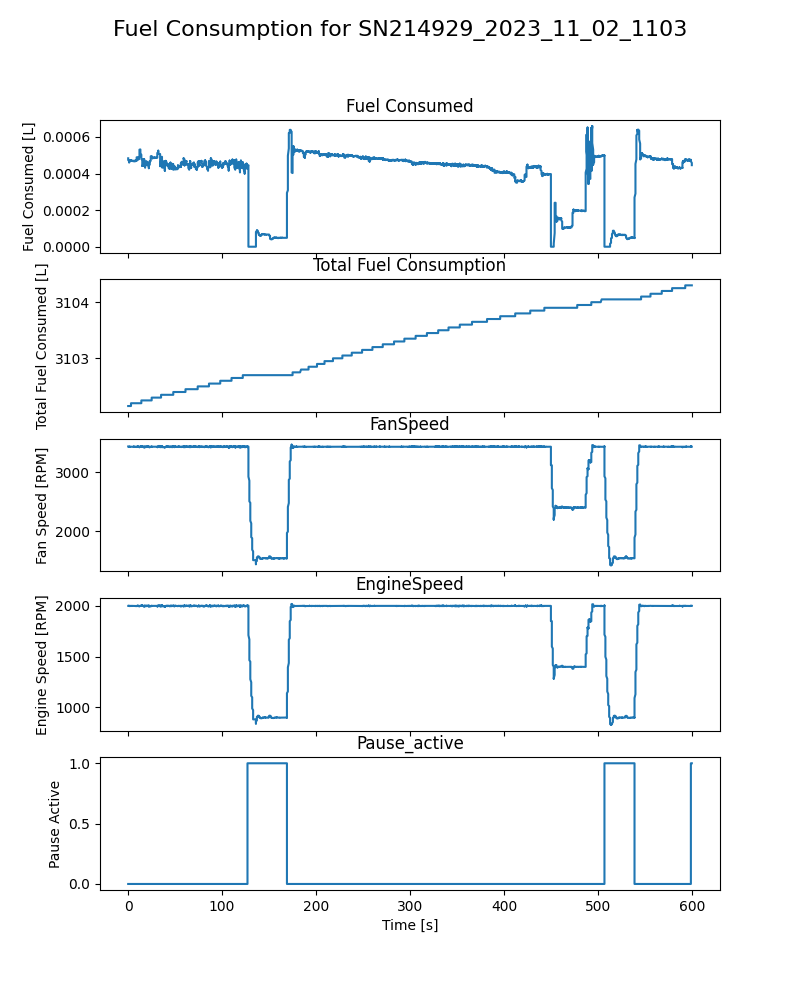 Fuel Consumption for SN214929_2023_11_02_1103
Fuel Consumed
Fuel Consumed [L]
0.0006
0.0004
0.0002
0.0000
Total Fuel Consumption
Total Fuel Consumed [L]
3104
3103
FanSpeed
Fan Speed [RPM]
3000
2000
EngineSpeed
Engine Speed [RPM]
2000
1500
1000
Pause_active
Pause Active
1.0
0.5
0.0
0 100 200 300 400 500 600
Time [s]